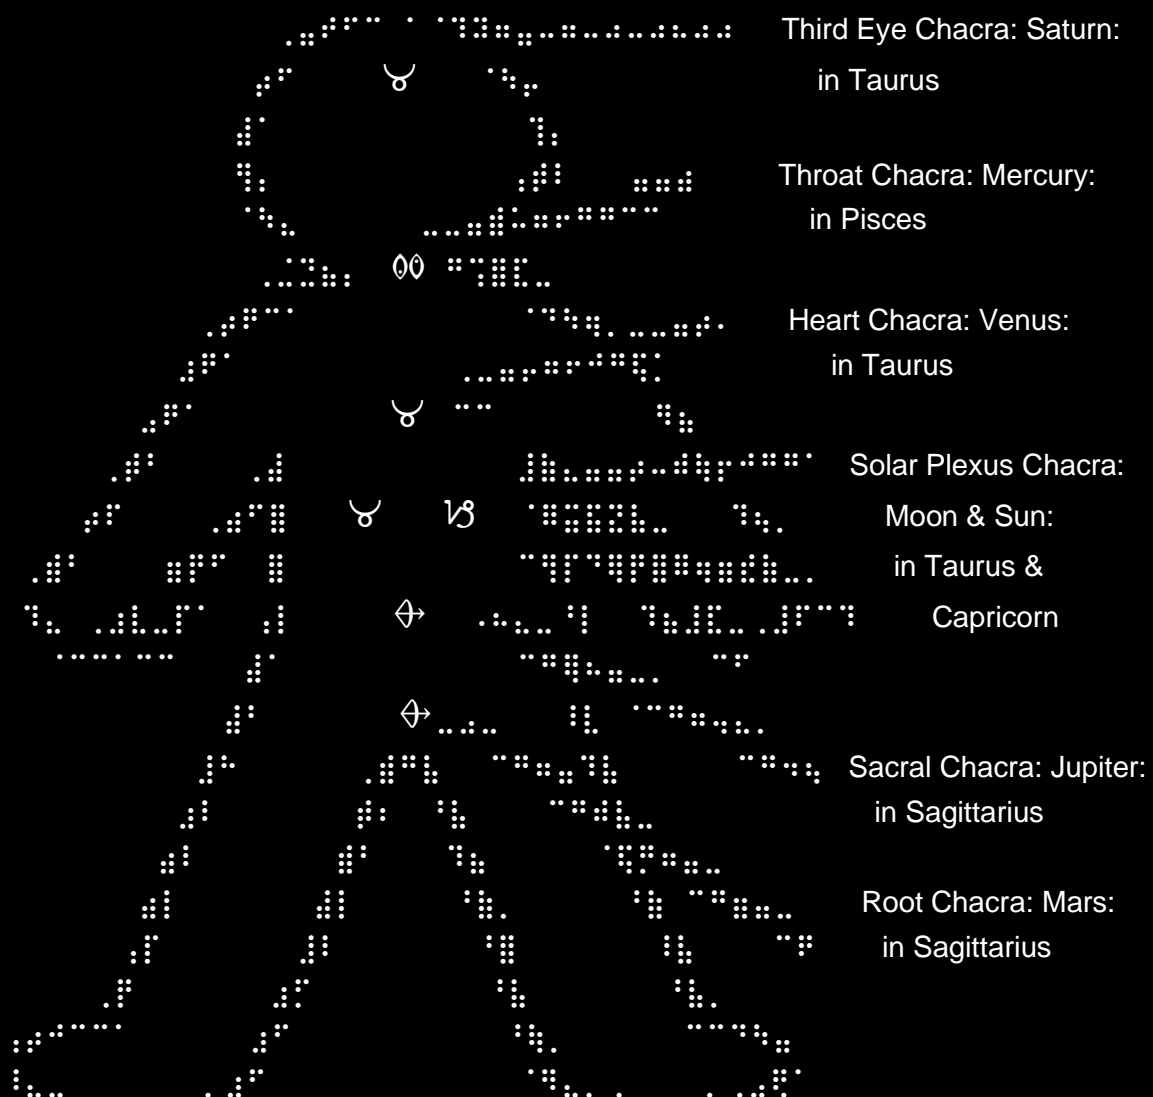 Third Eye Chacra: Saturn:
in Taurus
Throat Chacra: Mercury:
in Pisces
Heart Chacra: Venus:
in Taurus
Solar Plexus Chacra:
Moon & Sun:
in Taurus &
Capricorn
Sacral Chacra: Jupiter:
in Sagittarius
Root Chacra: Mars:
in Sagittarius